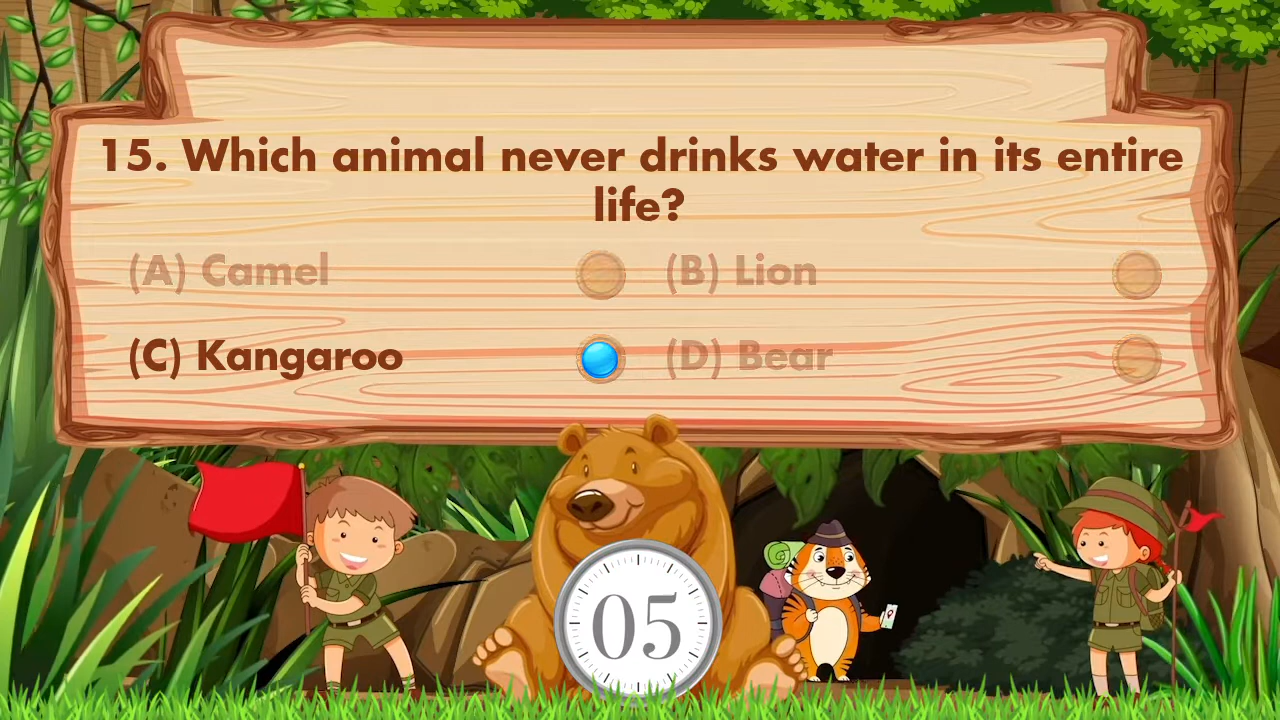 15. Which animal never drinks water in its entire
life?
(A) Camel
(B) Lion
(C) Kangaroo
(D) Bear
05